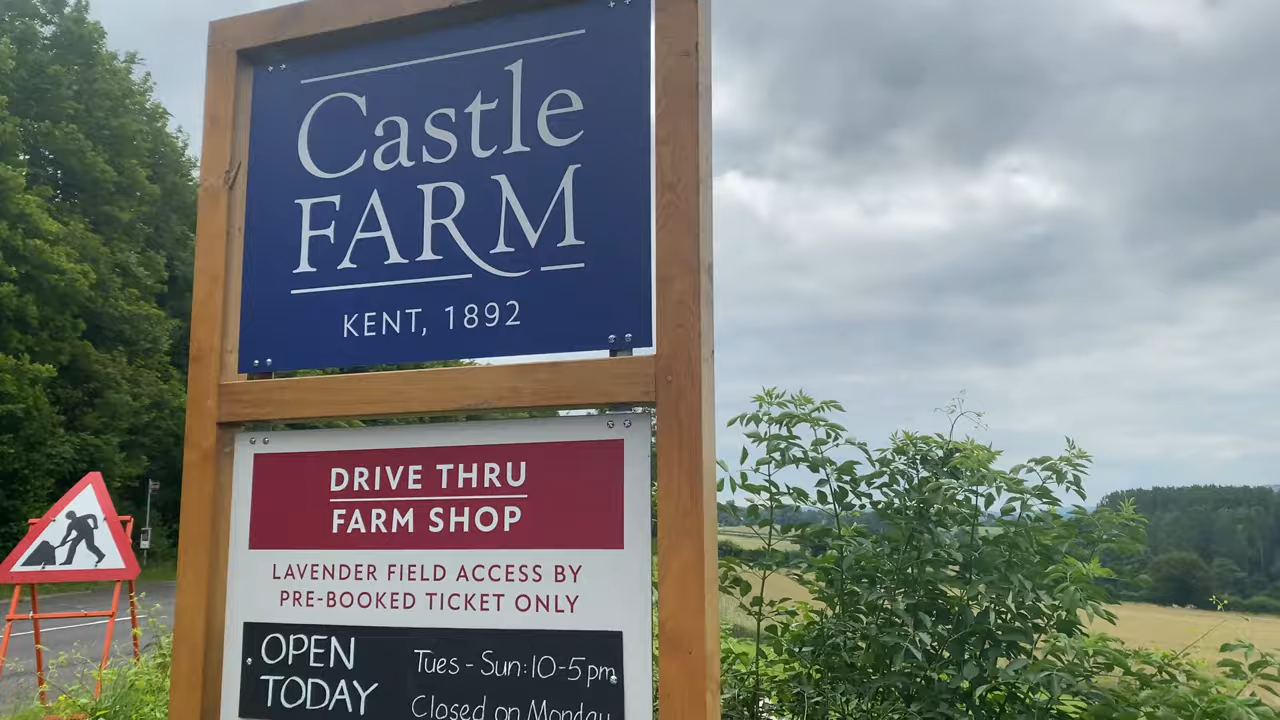 Castle
FARM
KENT, 1892
DRIVE THRU
FARM SHOP
LAVENDER FIELD ACCESS BY
PRE-BOOKED TICKET ONLY
OPEN
TODAY
Tues - Sun: 10-5pm
Closed on Monday